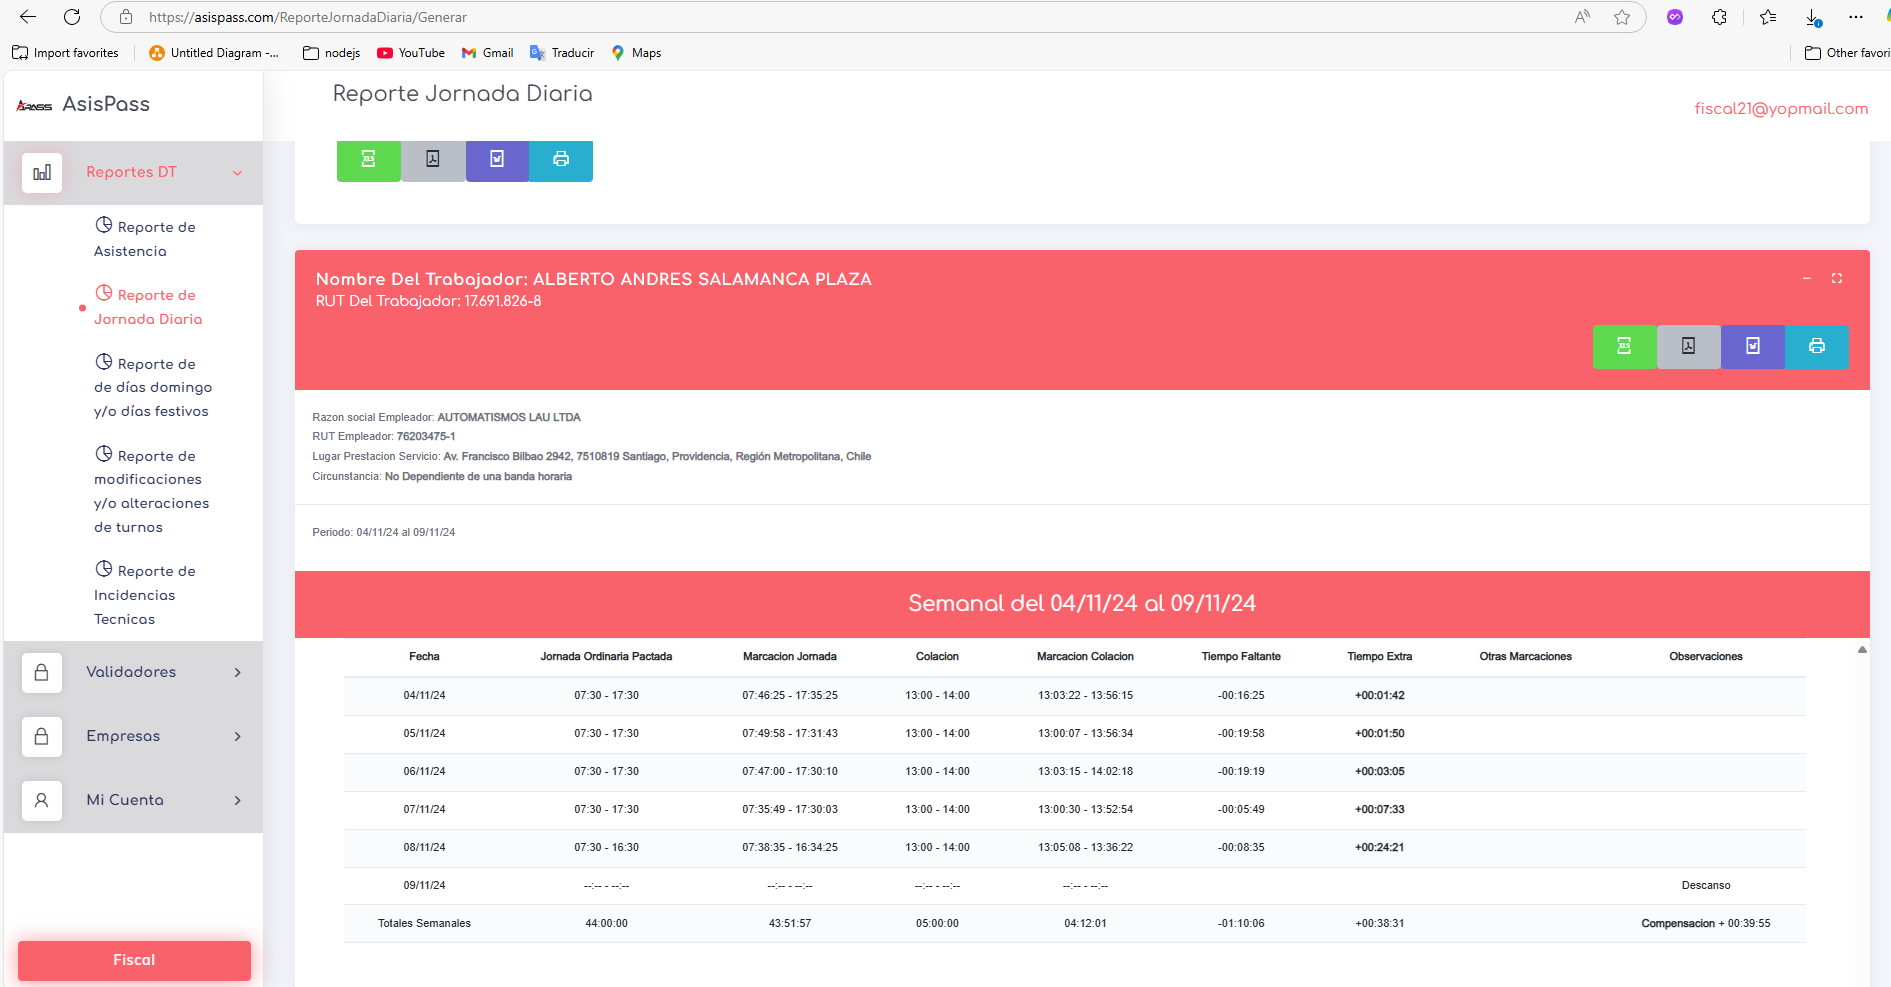 https://asispass.com/ReporteJornadaDiaria/Generar
Import favorites
Untitled Diagram -...
nodejs
YouTube
Gmail
Traducir
Maps
Other favori
AsisPass
Reporte Jornada Diaria
fiscal21@yopmail.com
Reportes DT
Reporte de
Asistencia
Reporte de
Jornada Diaria
Reporte de
de días domingo
y/o días festivos
Reporte de
modificaciones
y/o alteraciones
de turnos
Reporte de
Incidencias
Tecnicas
Validadores
Empresas
Mi Cuenta
Fiscal
XLS
Nombre Del Trabajador: ALBERTO ANDRES SALAMANCA PLAZA
RUT Del Trabajador: 17.691.826-8
XLS
Razon social Empleador: AUTOMATISMOS LAU LTDA
RUT Empleador: 76203475-1
Lugar Prestacion Servicio: Av. Francisco Bilbao 2942, 7510819 Santiago, Providencia, Región Metropolitana, Chile
Circunstancia: No Dependiente de una banda horaria
Periodo: 04/11/24 al 09/11/24
Semanal del 04/11/24 al 09/11/24
Fecha Jornada Ordinaria Pactada Marcacion Jornada Colacion Marcacion Colacion Tiempo Faltante Tiempo Extra Otras Marcaciones Observaciones
04/11/24 07:30 - 17:30 07:46:25 - 17:35:25 13:00 - 14:00 13:03:22 - 13:56:15 -00:16:25 +00:01:42
05/11/24 07:30 - 17:30 07:49:58 - 17:31:43 13:00 - 14:00 13:00:07 - 13:56:34 -00:19:58 +00:01:50
06/11/24 07:30 - 17:30 07:47:00 - 17:30:10 13:00 - 14:00 13:03:15 - 14:02:18 -00:19:19 +00:03:05
07/11/24 07:30 - 17:30 07:35:49 - 17:30:03 13:00 - 14:00 13:00:30 - 13:52:54 -00:05:49 +00:07:33
08/11/24 07:30 - 16:30 07:38:35 - 16:34:25 13:00 - 14:00 13:05:08 - 13:36:22 -00:08:35 +00:24:21
09/11/24 --:-- - --:-- --:-- - --:-- --:-- - --:-- --:-- - --:-- Descanso
Totales Semanales 44:00:00 43:51:57 05:00:00 04:12:01 -01:10:06 +00:38:31 Compensacion + 00:39:55